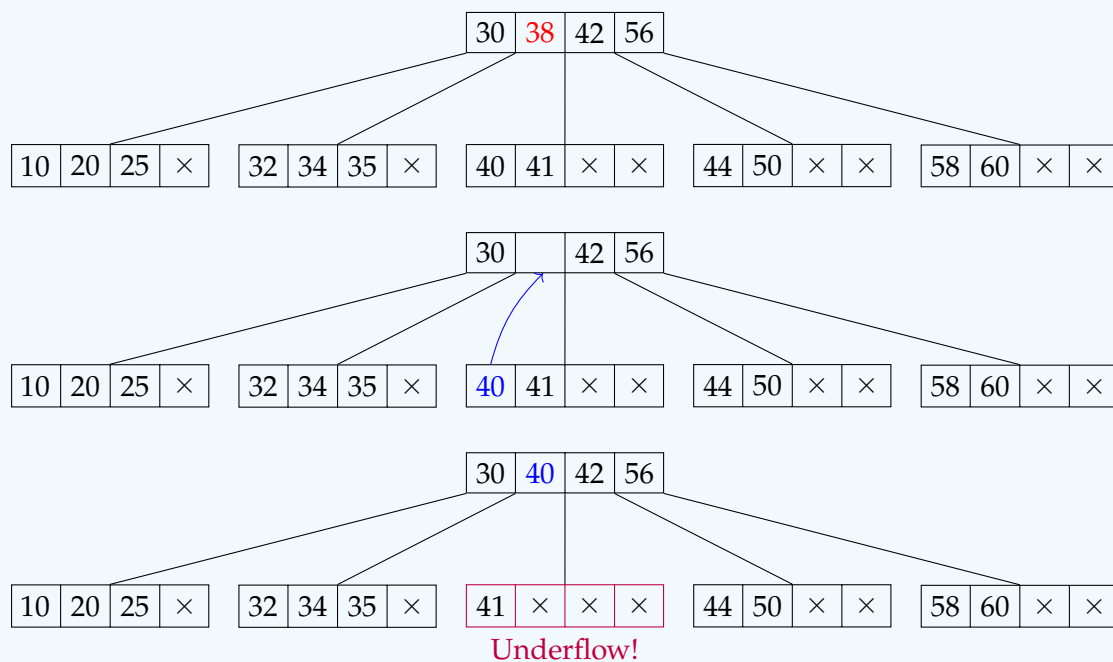 30 38 42 56
10 20 25 × 32 34 35 × 40 41 × × 44 50 × × 58 60 × ×
30 42 56
10 20 25 × 32 34 35 × 40 41 × × 44 50 × × 58 60 × ×
30 40 42 56
10 20 25 × 32 34 35 × 41 × × × 44 50 × × 58 60 × ×
Underflow!